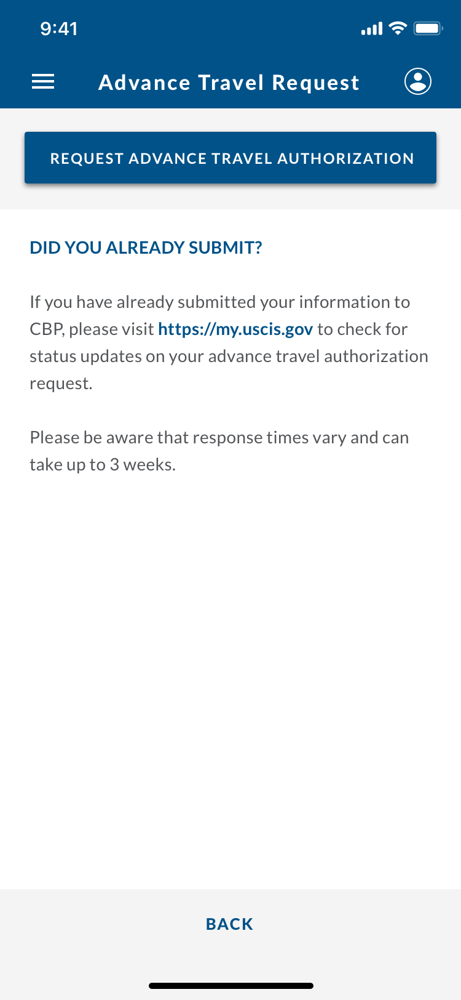 9:41
Advance Travel Request
REQUEST ADVANCE TRAVEL AUTHORIZATION
DID YOU ALREADY SUBMIT?
If you have already submitted your information to
CBP, please visit https://my.uscis.gov to check for
status updates on your advance travel authorization
request.
Please be aware that response times vary and can
take up to 3 weeks.
BACK